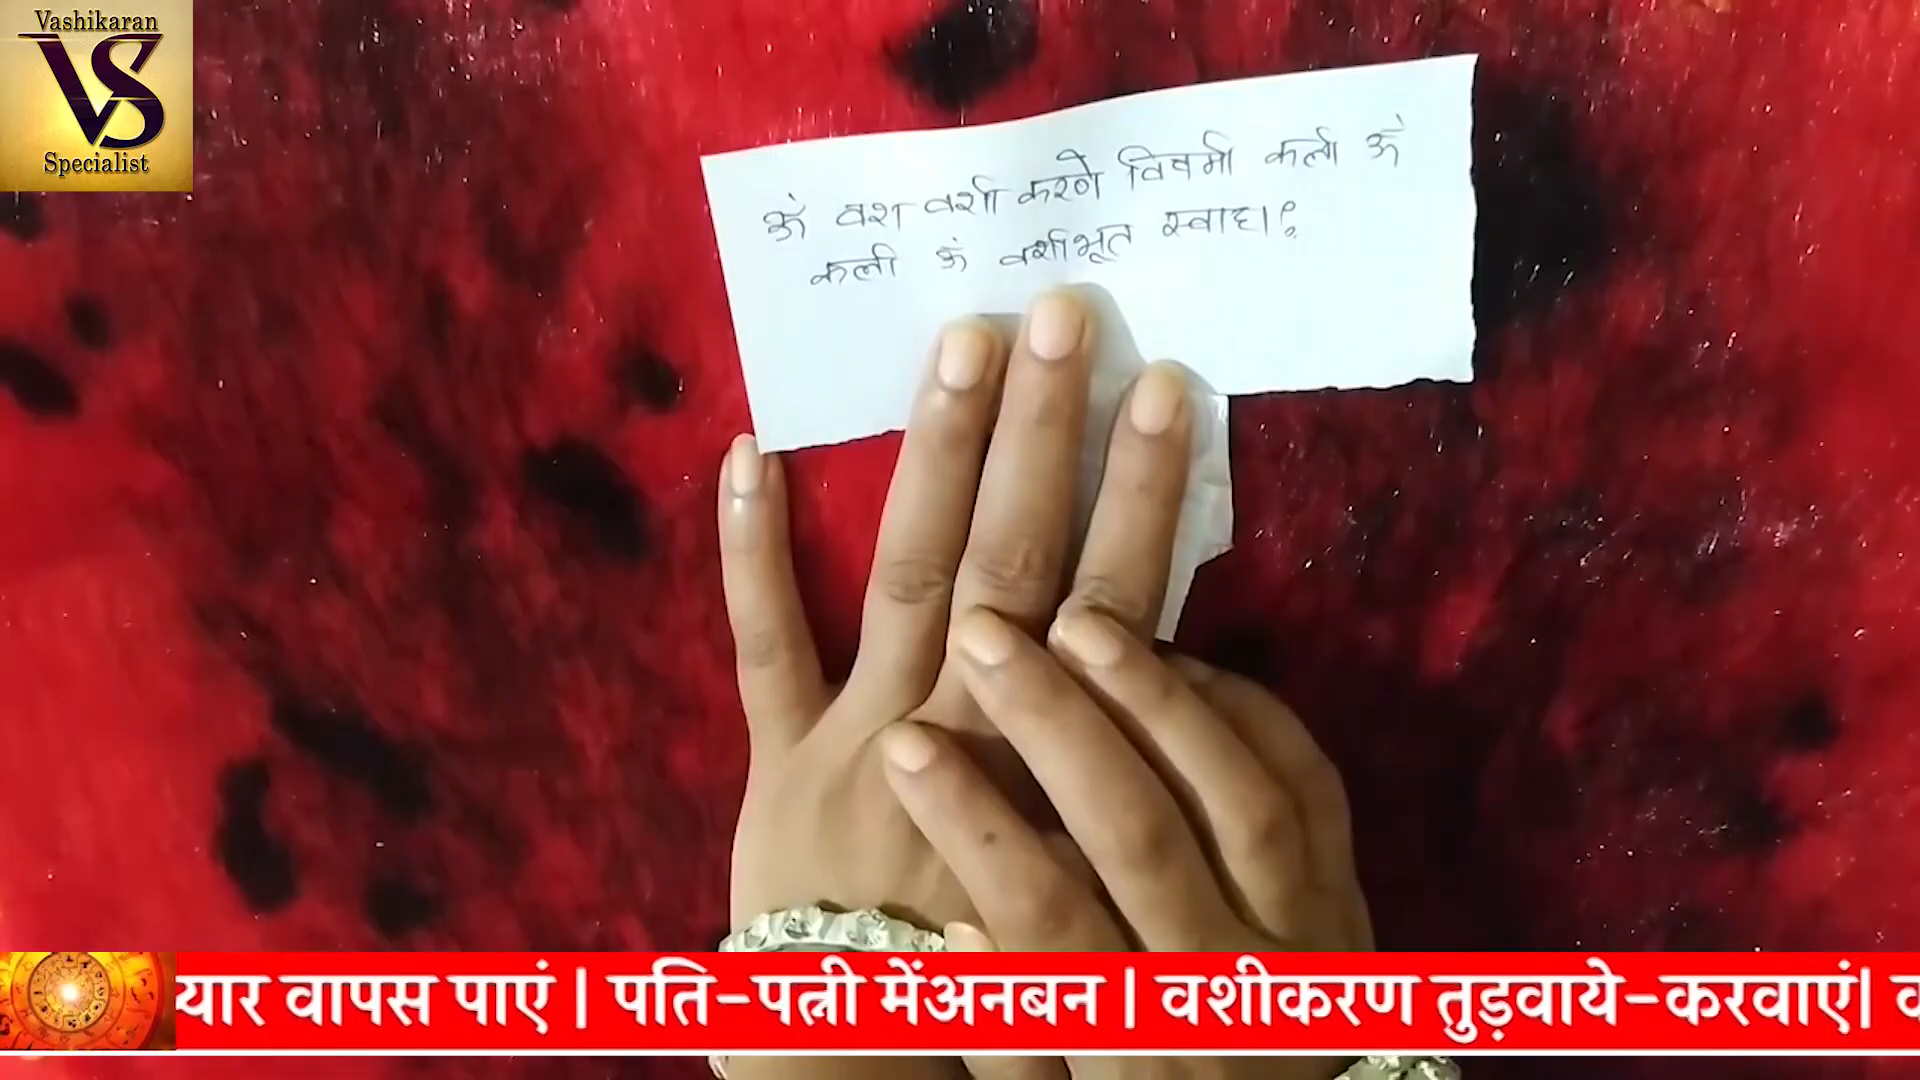 Vashikaran
VS
Specialist
ॐ वश वशी करणे विषमी कली ॐ
कली ॐ वशीभूत स्वाहा।
यार वापस पाएं | पति-पत्नी मेंअनबन | वशीकरण तुड़वाये-करवाएं| व